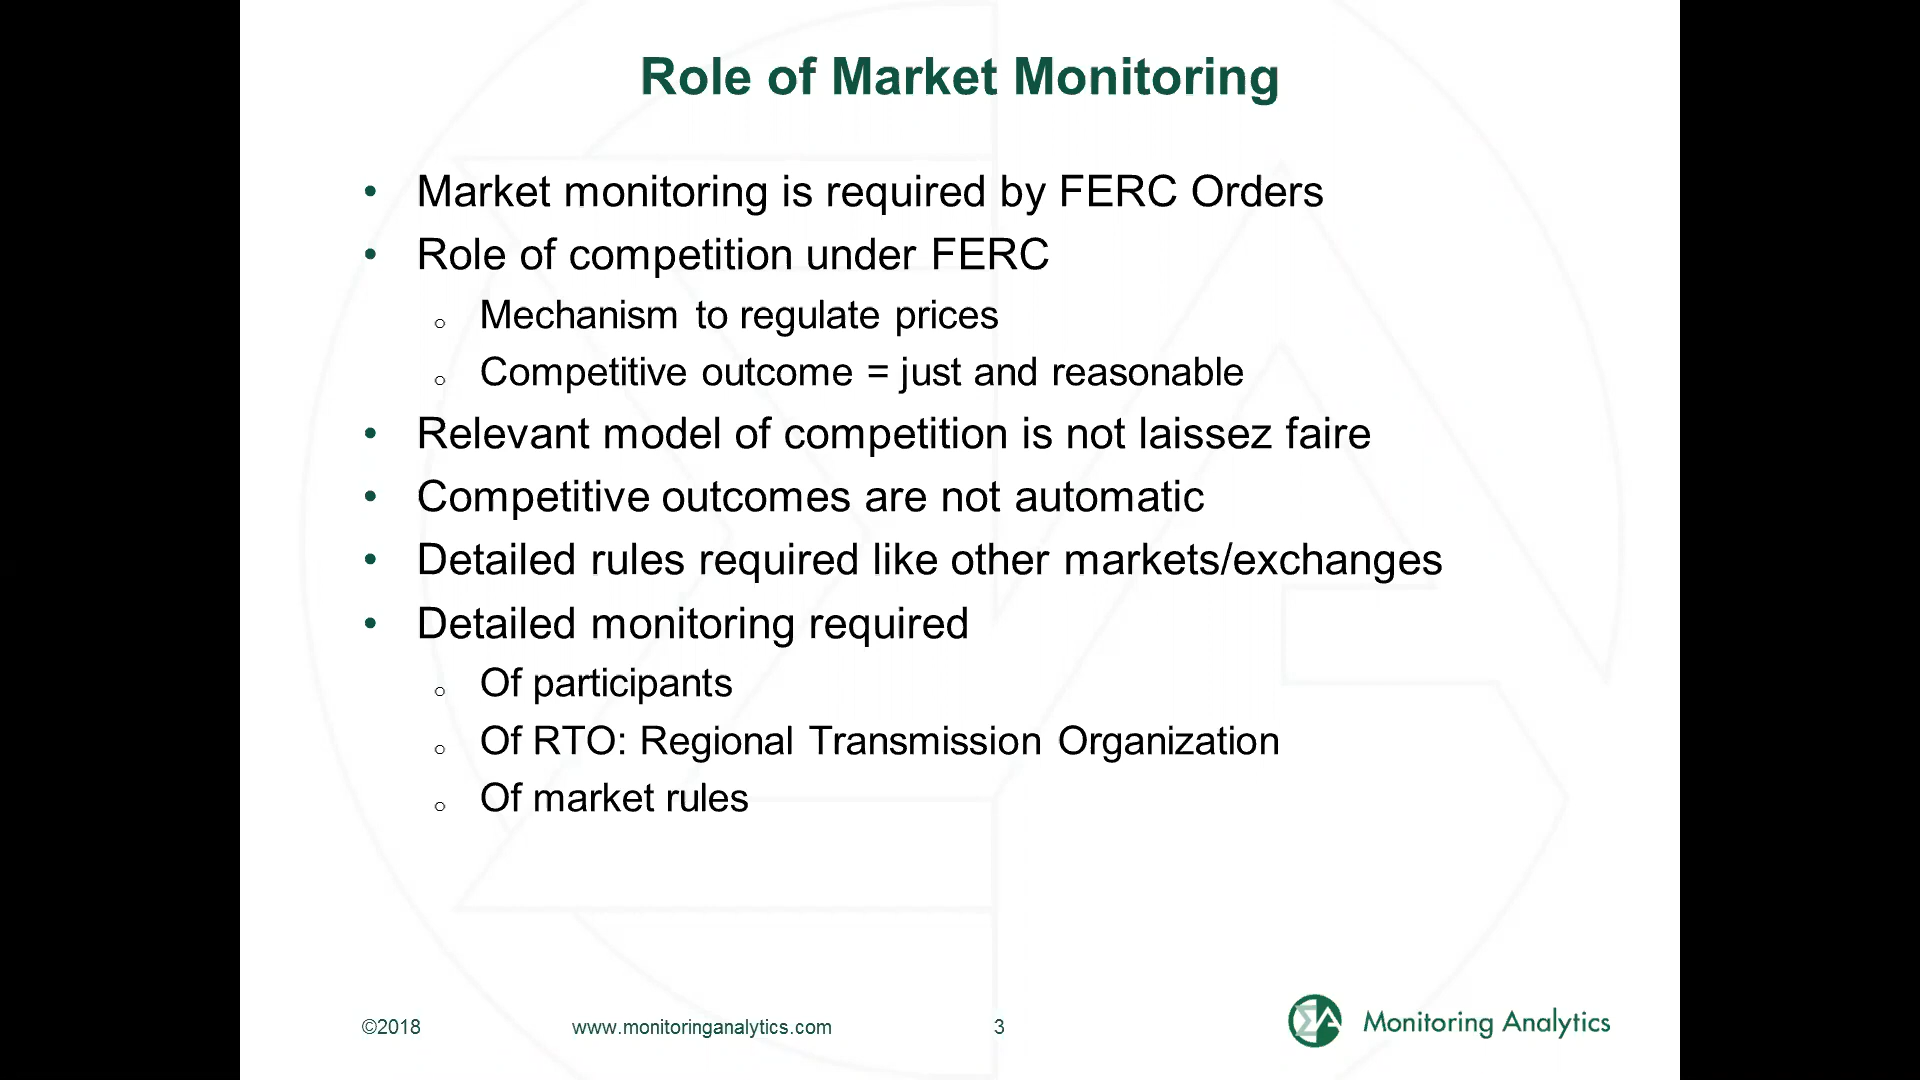 Role of Market Monitoring
• Market monitoring is required by FERC Orders
• Role of competition under FERC
o Mechanism to regulate prices
o Competitive outcome = just and reasonable
• Relevant model of competition is not laissez faire
• Competitive outcomes are not automatic
• Detailed rules required like other markets/exchanges
• Detailed monitoring required
o Of participants
o Of RTO: Regional Transmission Organization
o Of market rules
©2018 www.monitoringanalytics.com 3 Monitoring Analytics